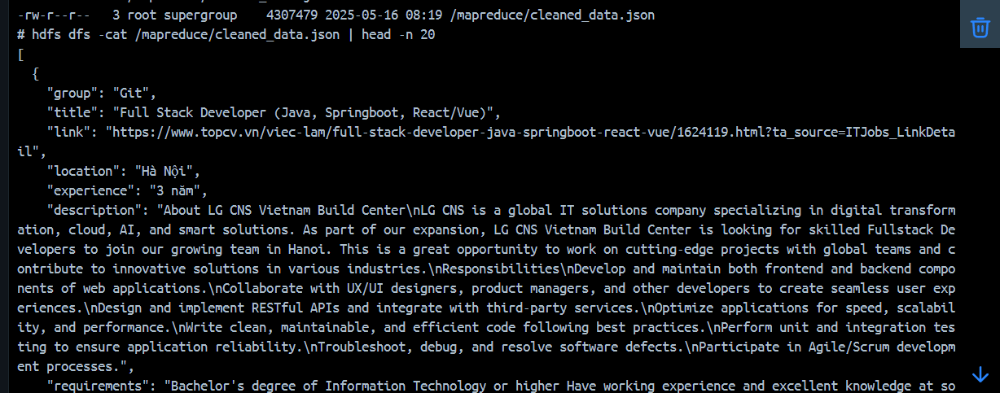 -rw-r--r--   3 root supergroup    4307479 2025-05-16 08:19 /mapreduce/cleaned_data.json
# hdfs dfs -cat /mapreduce/cleaned_data.json | head -n 20
[
  {
    "group": "Git",
    "title": "Full Stack Developer (Java, Springboot, React/Vue)",
    "link": "https://www.topcv.vn/viec-lam/full-stack-developer-java-springboot-react-vue/1624119.html?ta_source=ITJobs_LinkDeta
il",
    "location": "Hà Nội",
    "experience": "3 năm",
    "description": "About LG CNS Vietnam Build Center\nLG CNS is a global IT solutions company specializing in digital transform
ation, cloud, AI, and smart solutions. As part of our expansion, LG CNS Vietnam Build Center is looking for skilled Fullstack De
velopers to join our growing team in Hanoi. This is a great opportunity to work on cutting-edge projects with global teams and c
ontribute to innovative solutions in various industries.\nResponsibilities\nDevelop and maintain both frontend and backend compo
nents of web applications.\nCollaborate with UX/UI designers, product managers, and other developers to create seamless user exp
eriences.\nDesign and implement RESTful APIs and integrate with third-party services.\nOptimize applications for speed, scalabil
ity, and performance.\nWrite clean, maintainable, and efficient code following best practices.\nPerform unit and integration tes
ting to ensure application reliability.\nTroubleshoot, debug, and resolve software defects.\nParticipate in Agile/Scrum developm
ent processes.",
    "requirements": "Bachelor's degree of Information Technology or higher Have working experience and excellent knowledge at so